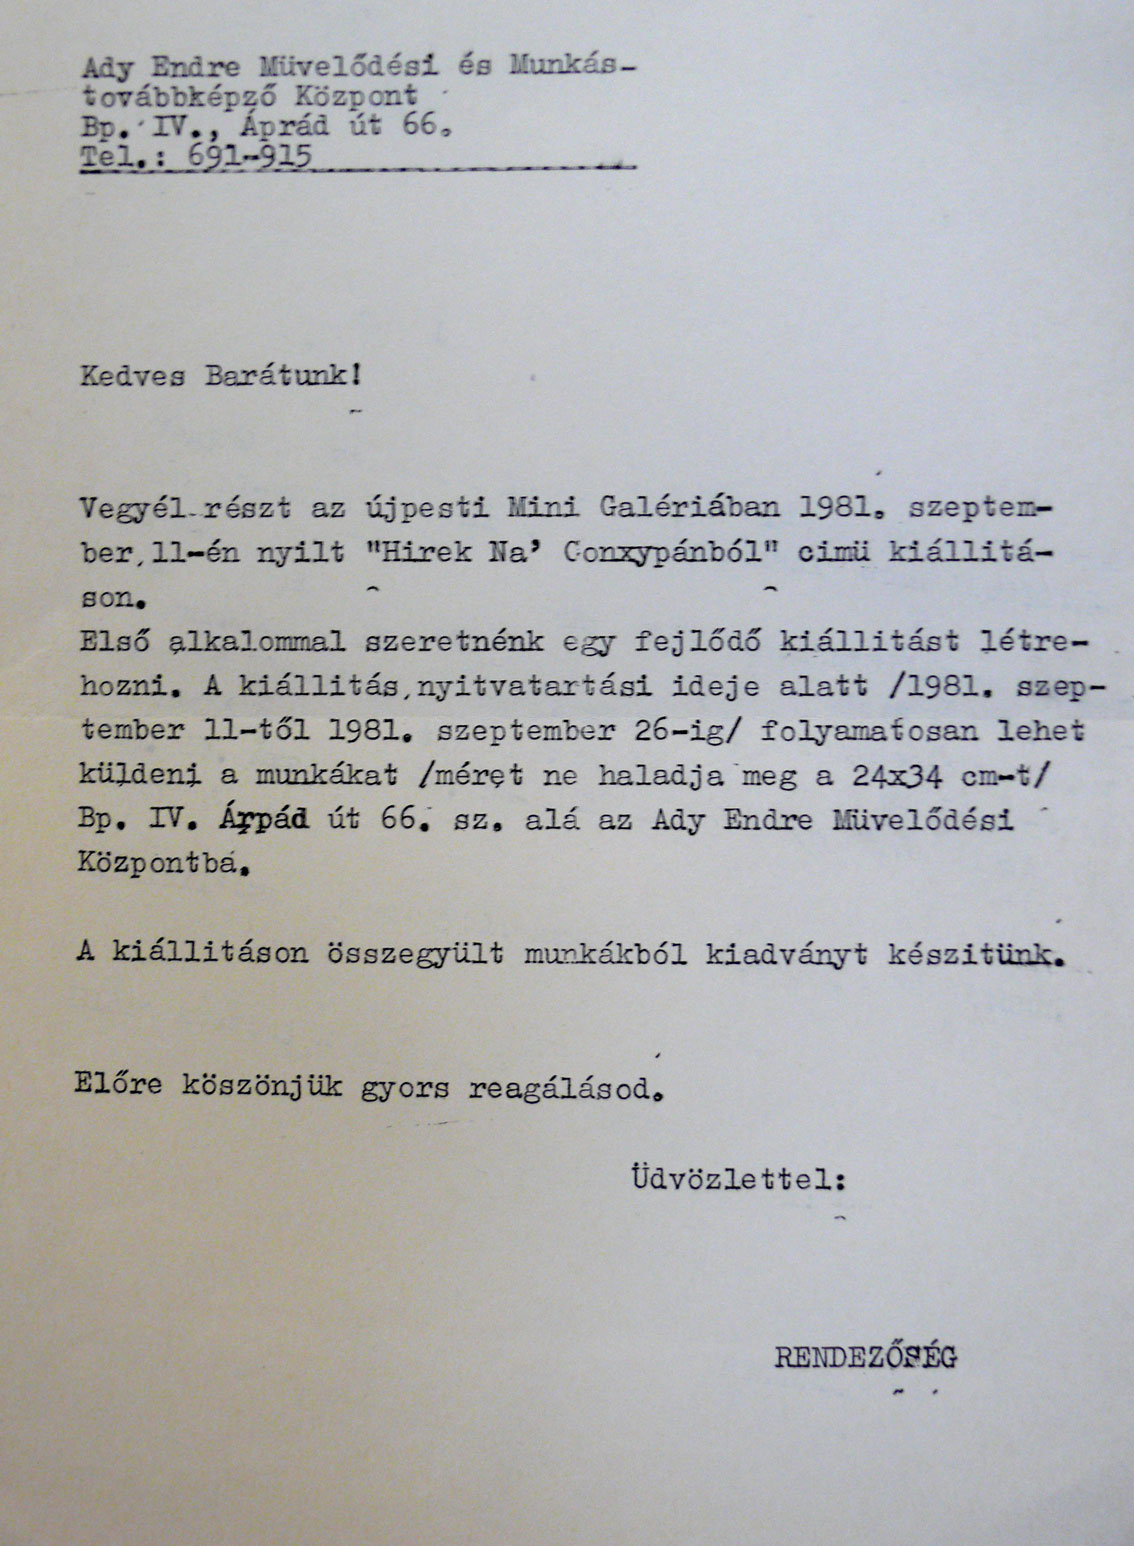 Ady Endre Müvelődési és Munkás-
továbbképző Központ
Bp. IV., Áprád út 66.
Tel.: 691-915
Kedves Barátunk!
Vegyél részt az újpesti Mini Galériában 1981. szeptem-
ber 11-én nyilt "Hirek Na' Conxypánból" cimü kiállitá-
son.
Első alkalommal szeretnénk egy fejlődő kiállitást létre-
hozni. A kiállitás nyitvatartási ideje alatt /1981. szep-
tember 11-től 1981. szeptember 26-ig/ folyamatosan lehet
küldeni a munkákat /méret ne haladja meg a 24x34 cm-t/
Bp. IV. Árpád út 66. sz. alá az Ady Endre Müvelődési
Központba.
A kiállitáson összegyült munkákból kiadványt készitünk.
Előre köszönjük gyors reagálásod.
Üdvözlettel:
RENDEZŐSÉG